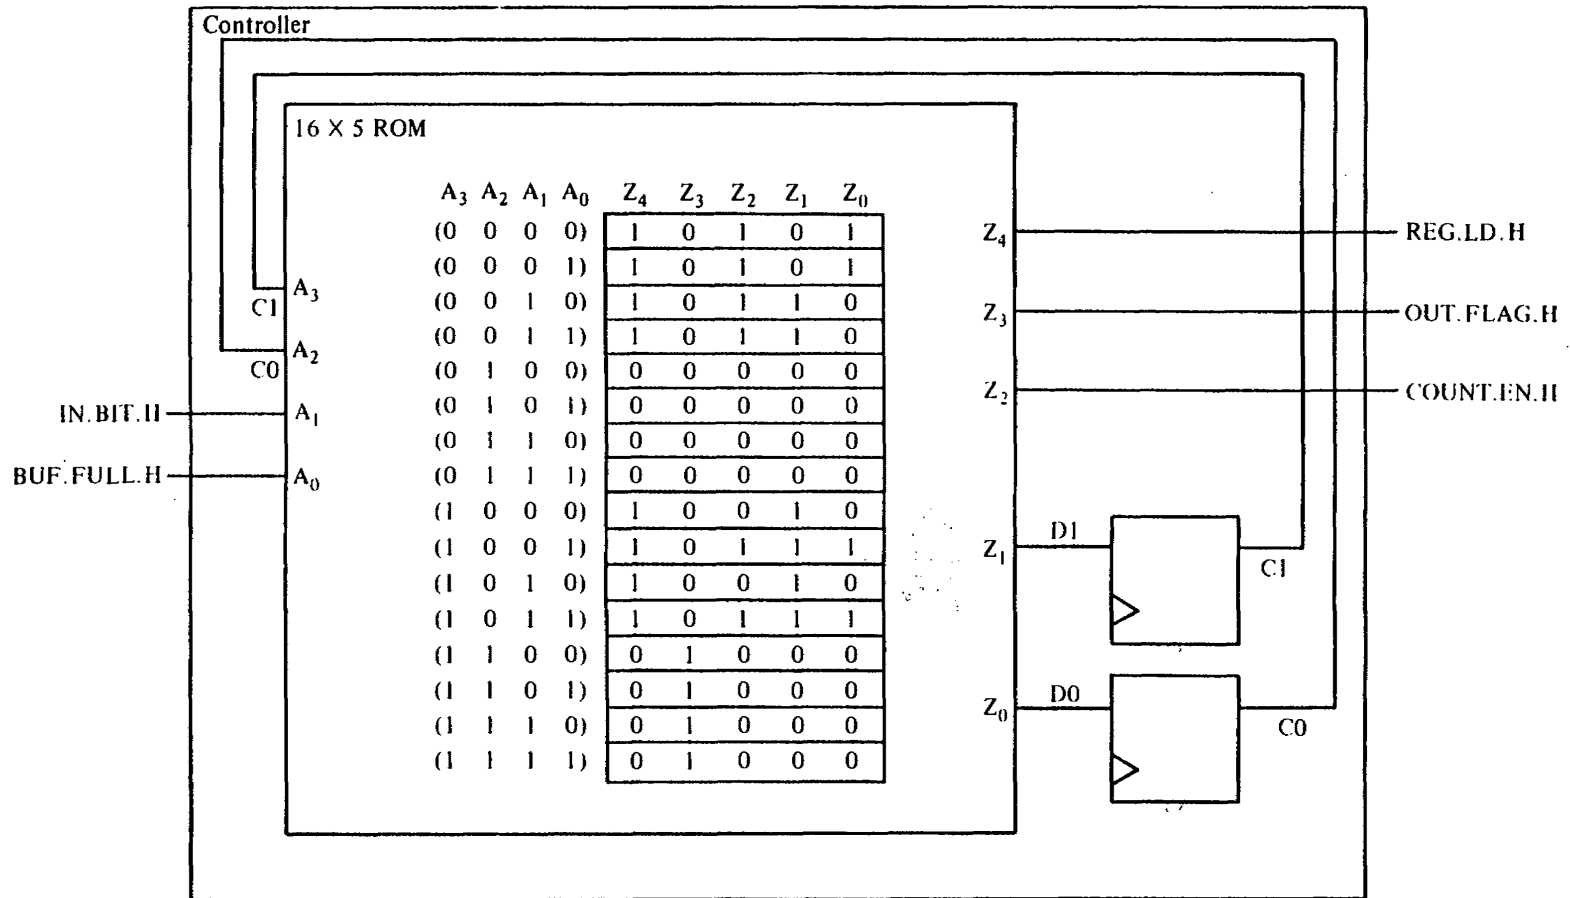 Controller
16 X 5 ROM
A3 A2 A1 A0 Z4 Z3 Z2 Z1 Z0
(0 0 0 0) 1 0 1 0 1
(0 0 0 1) 1 0 1 0 1
(0 0 1 0) 1 0 1 1 0
(0 0 1 1) 1 0 1 1 0
(0 1 0 0) 0 0 0 0 0
(0 1 0 1) 0 0 0 0 0
(0 1 1 0) 0 0 0 0 0
(0 1 1 1) 0 0 0 0 0
(1 0 0 0) 1 0 0 1 0
(1 0 0 1) 1 0 1 1 1
(1 0 1 0) 1 0 0 1 0
(1 0 1 1) 1 0 1 1 1
(1 1 0 0) 0 1 0 0 0
(1 1 0 1) 0 1 0 0 0
(1 1 1 0) 0 1 0 0 0
(1 1 1 1) 0 1 0 0 0
A3
C1
A2
C0
IN.BIT.H
A1
BUF.FULL.H
A0
Z4
REG.LD.H
Z3
OUT.FLAG.H
Z2
COUNT.EN.H
Z1
D1
C1
Z0
D0
C0